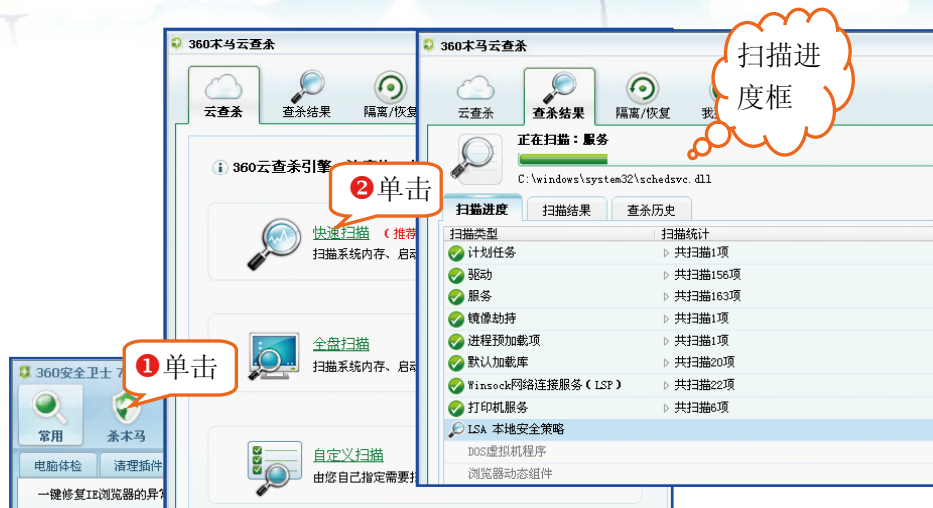 360木马云查杀
云查杀
查杀结果
隔离/恢复
360云查杀引擎
❷单击
快速扫描 (推荐
扫描系统内存、启动
全盘扫描
扫描系统内存、启动
自定义扫描
由您自己指定需要扫
360安全卫士 7
❶单击
常用
杀木马
电脑体检
清理插件
一键修复IE浏览器的异常
360木马云查杀
扫描进
度框
云查杀
查杀结果
隔离/恢复
正在扫描：服务
C:\windows\system32\schedsvc.dll
扫描进度
扫描结果
查杀历史
扫描类型 扫描统计
计划任务 共扫描1项
驱动 共扫描156项
服务 共扫描163项
镜像劫持 共扫描1项
进程预加载项 共扫描1项
默认加载库 共扫描20项
Winsock网络连接服务(LSP) 共扫描22项
打印机服务 共扫描6项
LSA 本地安全策略
DOS虚拟机程序
浏览器动态组件